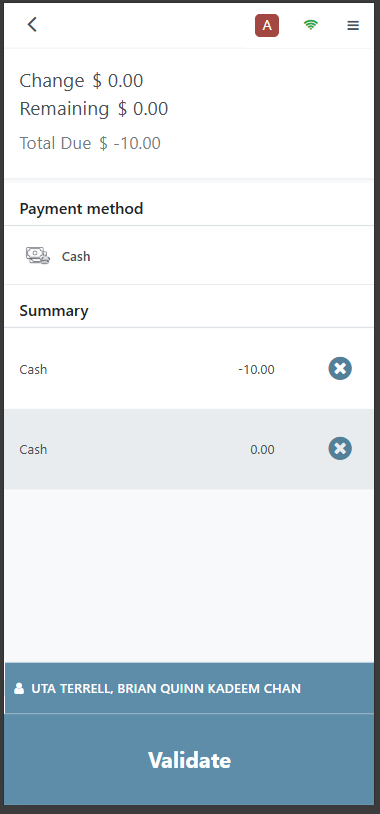 A
Change $ 0.00
Remaining $ 0.00
Total Due $ -10.00
Payment method
Cash
Summary
Cash -10.00
Cash 0.00
UTA TERRELL, BRIAN QUINN KADEEM CHAN
Validate